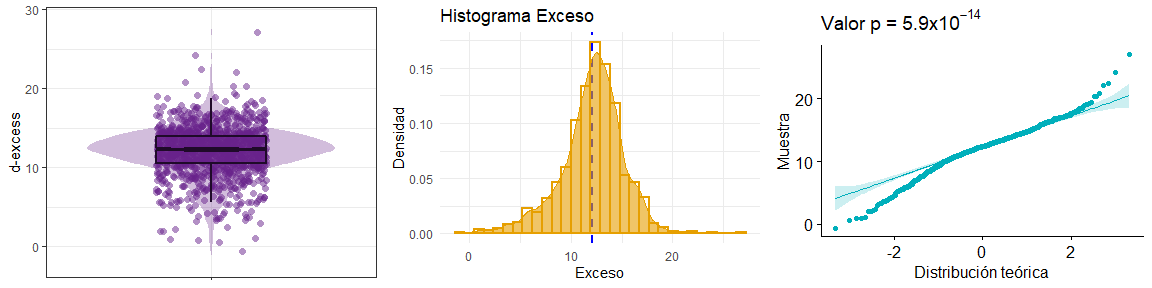 30
20
10
0
d-excess
Histograma Exceso
0.15
0.10
0.05
0.00
Densidad
0
10
20
Exceso
Valor p = 5.9x10⁻¹⁴
20
10
0
Muestra
-2
0
2
Distribución teórica